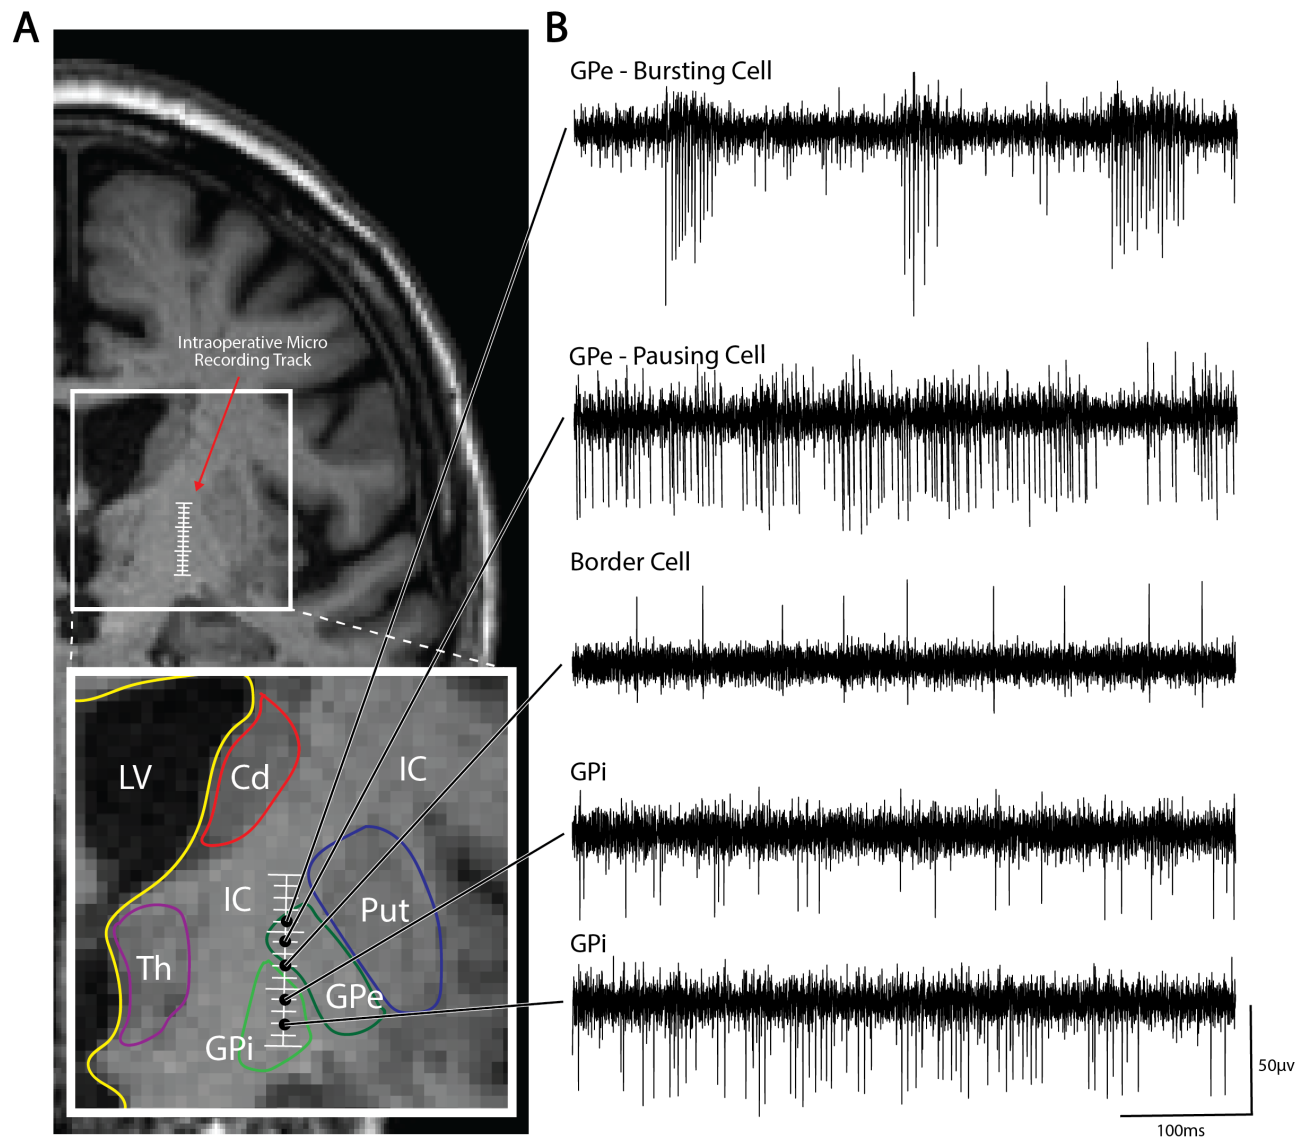 A
B
GPe - Bursting Cell
Intraoperative Micro
Recording Track
GPe - Pausing Cell
Border Cell
LV
Cd
IC
GPi
IC
Put
Th
GPe
GPi
GPi
50µv
100ms